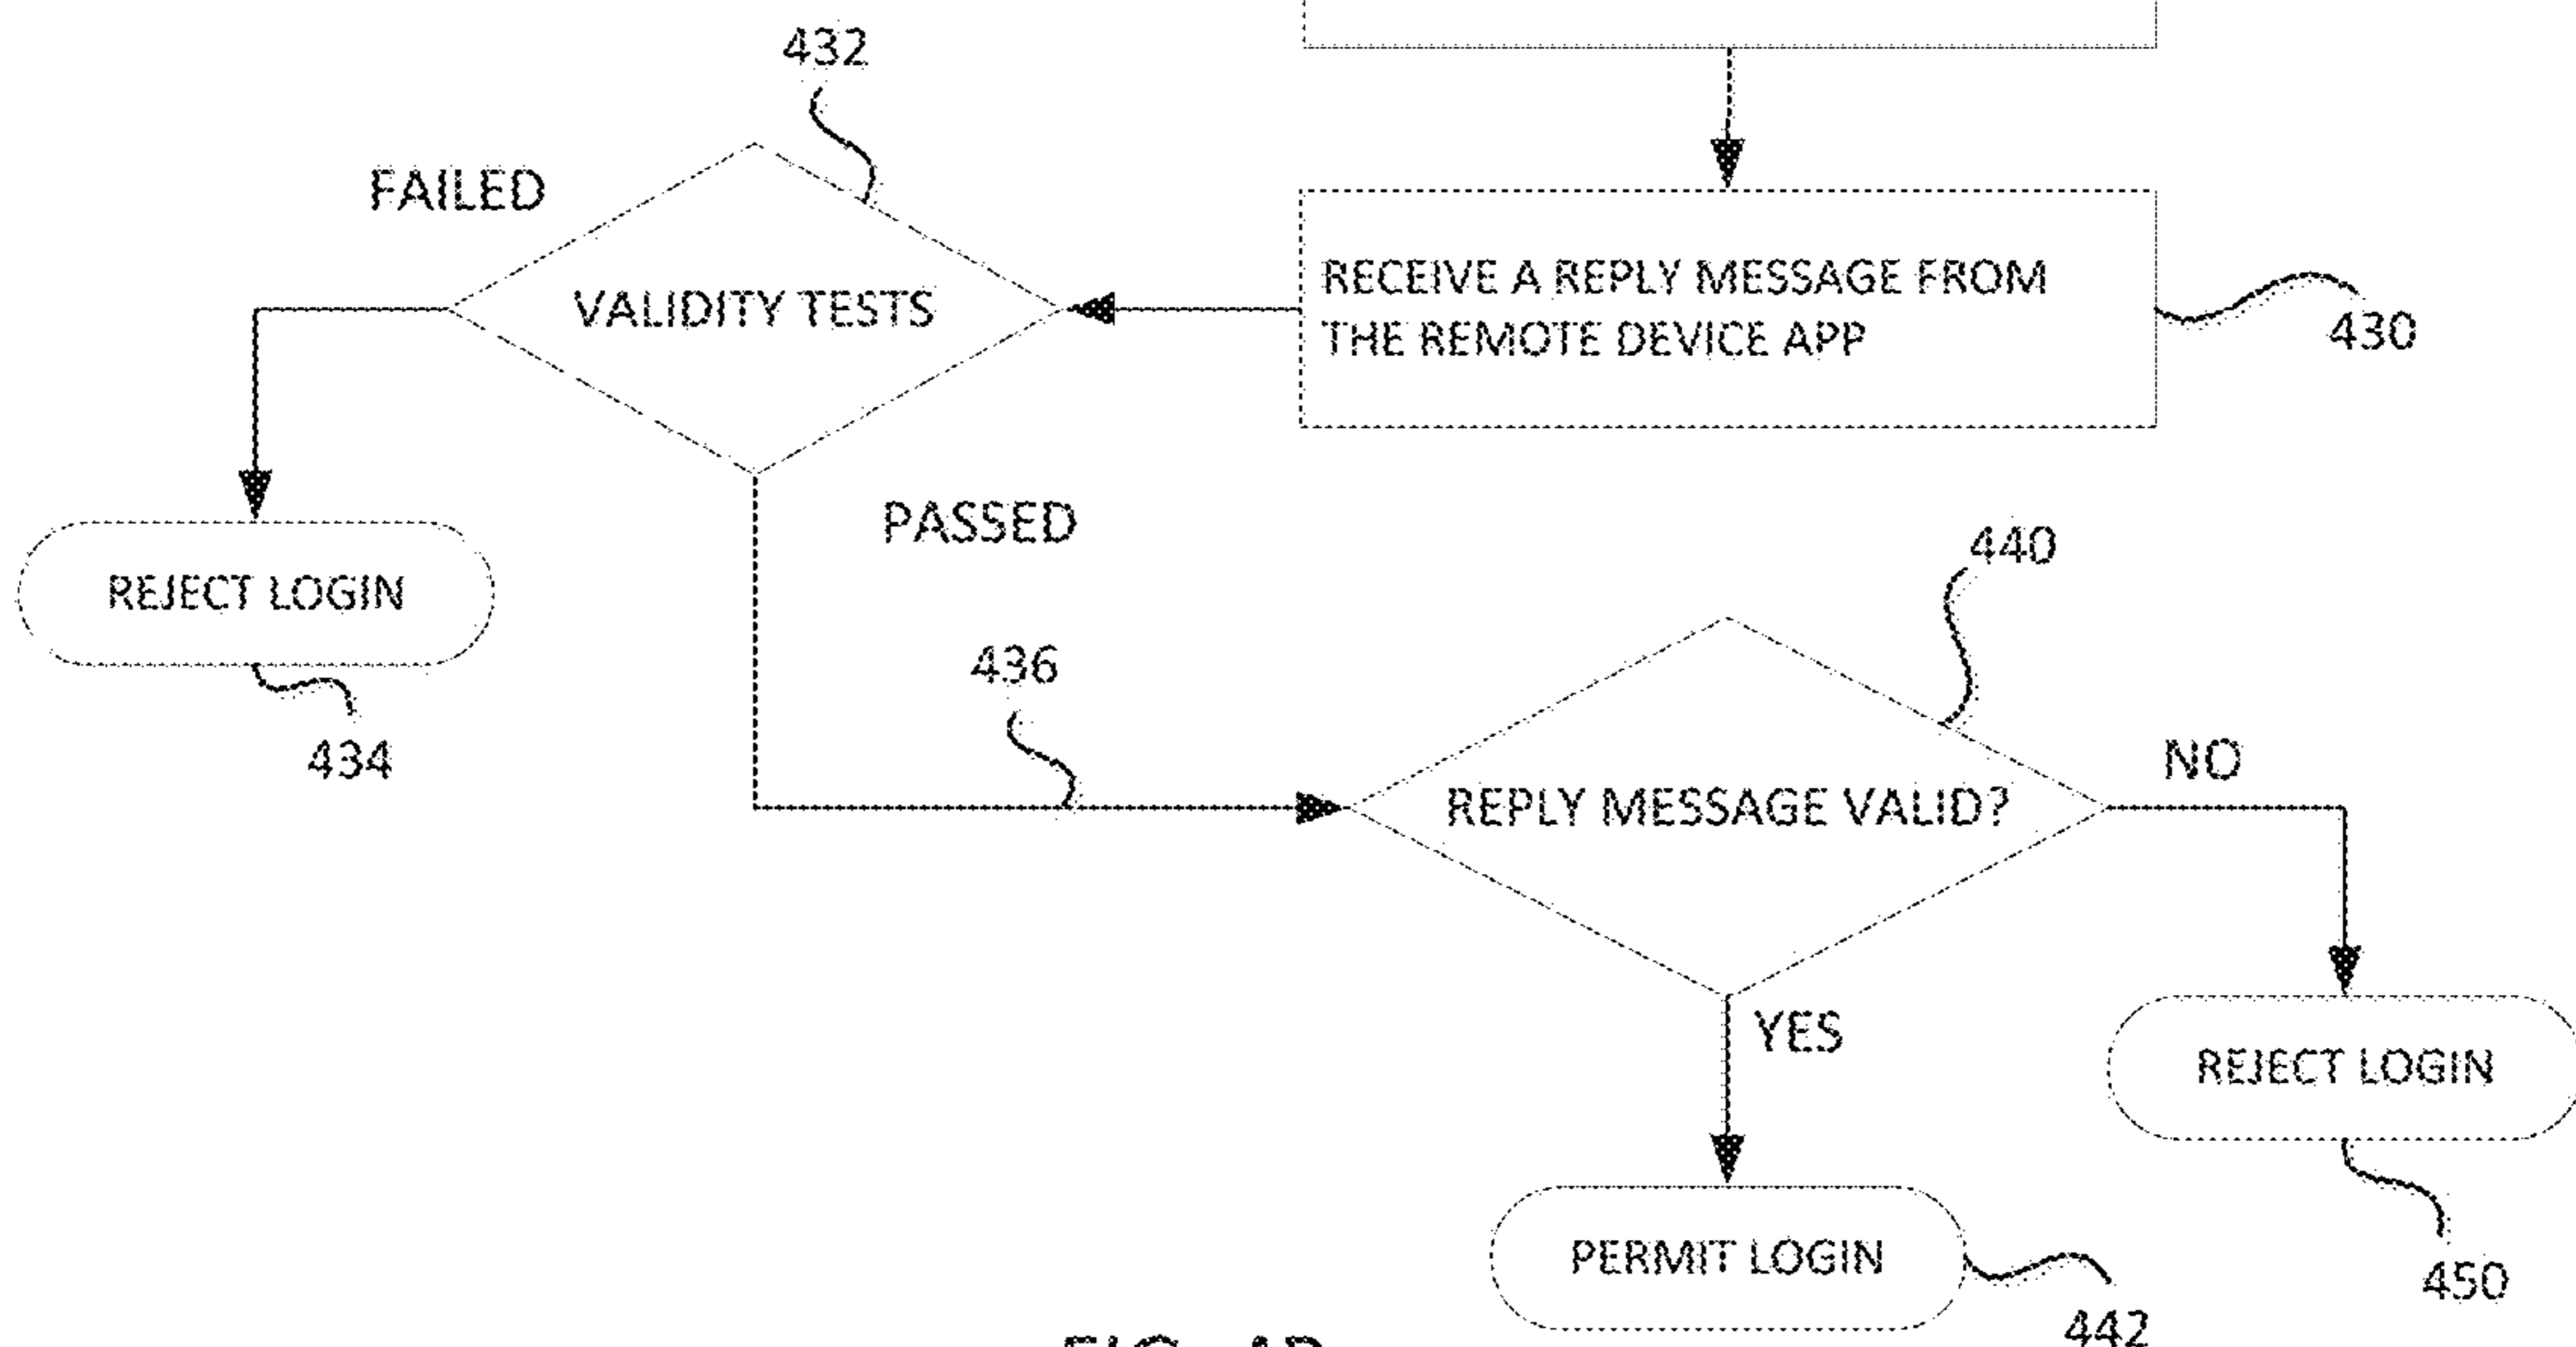 432
FAILED
VALIDITY TESTS
RECEIVE A REPLY MESSAGE FROM
THE REMOTE DEVICE APP
430
PASSED
REJECT LOGIN
434
436
440
REPLY MESSAGE VALID?
NO
YES
REJECT LOGIN
450
PERMIT LOGIN
442